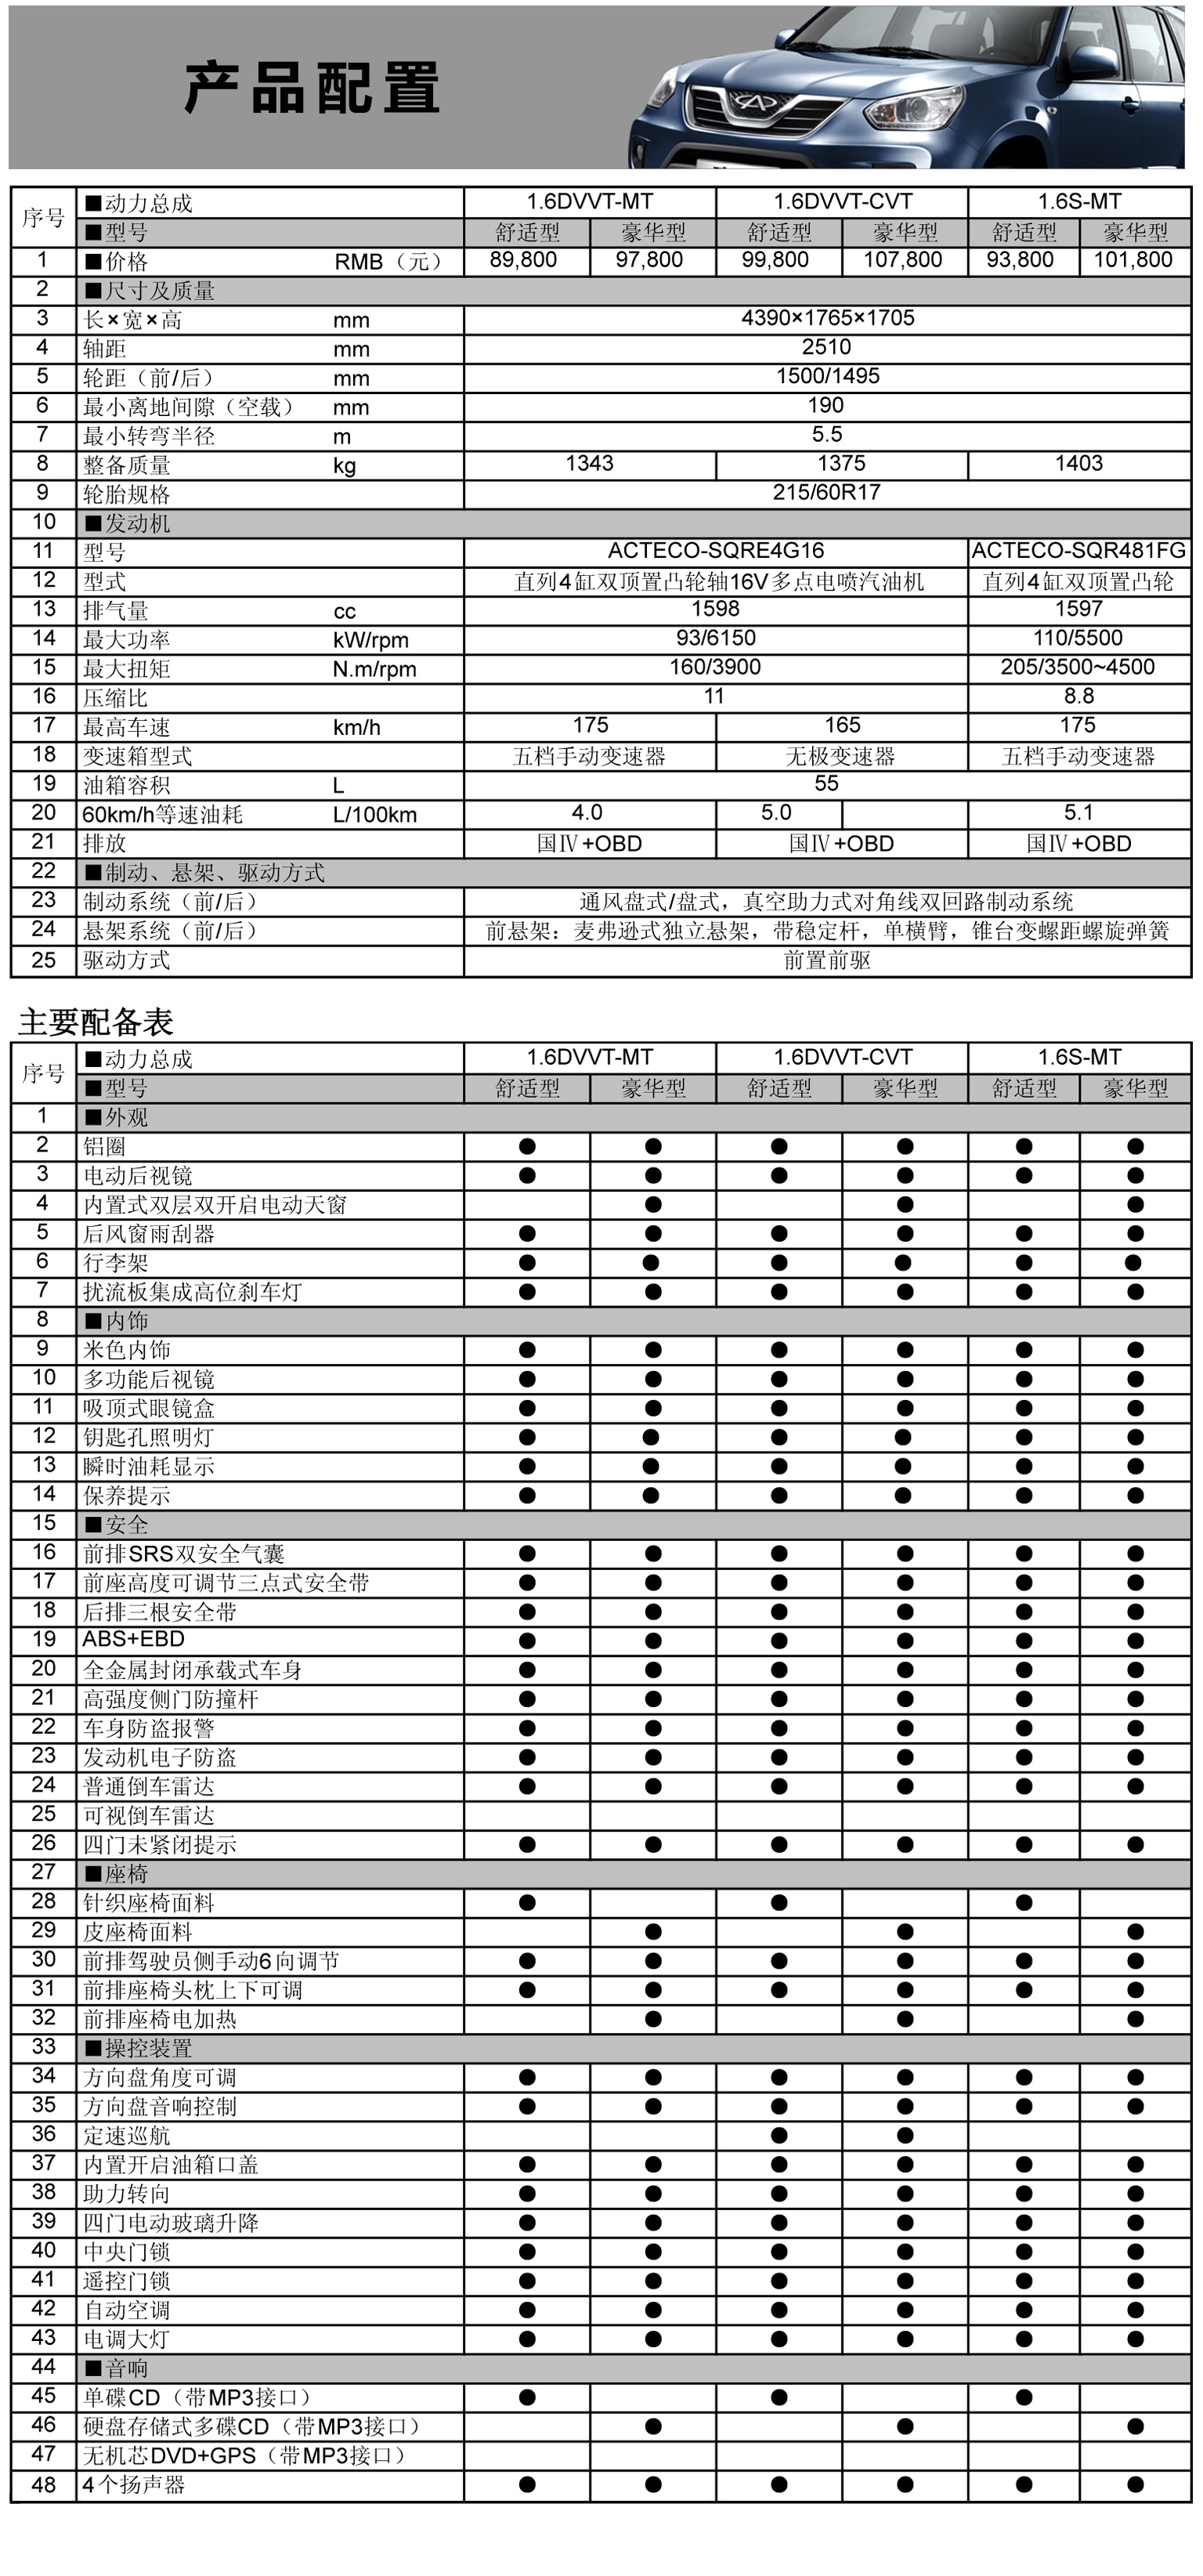 产品配置
序号 ■动力总成 1.6DVVT-MT 1.6DVVT-CVT 1.6S-MT
■型号 舒适型 豪华型 舒适型 豪华型 舒适型 豪华型
1 ■价格 RMB（元） 89,800 97,800 99,800 107,800 93,800 101,800
2 ■尺寸及质量
3 长×宽×高 mm 4390×1765×1705
4 轴距 mm 2510
5 轮距（前/后） mm 1500/1495
6 最小离地间隙（空载） mm 190
7 最小转弯半径 m 5.5
8 整备质量 kg 1343 1375 1403
9 轮胎规格 215/60R17
10 ■发动机
11 型号 ACTECO-SQRE4G16 ACTECO-SQR481FG
12 型式 直列4缸双顶置凸轮轴16V多点电喷汽油机 直列4缸双顶置凸轮
13 排气量 cc 1598 1597
14 最大功率 kW/rpm 93/6150 110/5500
15 最大扭矩 N.m/rpm 160/3900 205/3500~4500
16 压缩比 11 8.8
17 最高车速 km/h 175 165 175
18 变速箱型式 五档手动变速器 无极变速器 五档手动变速器
19 油箱容积 L 55
20 60km/h等速油耗 L/100km 4.0 5.0 5.1
21 排放 国Ⅳ+OBD 国Ⅳ+OBD 国Ⅳ+OBD
22 ■制动、悬架、驱动方式
23 制动系统（前/后） 通风盘式/盘式，真空助力式对角线双回路制动系统
24 悬架系统（前/后） 前悬架：麦弗逊式独立悬架，带稳定杆，单横臂，锥台变螺距螺旋弹簧
25 驱动方式 前置前驱
主要配备表
序号 ■动力总成 1.6DVVT-MT 1.6DVVT-CVT 1.6S-MT
■型号 舒适型 豪华型 舒适型 豪华型 舒适型 豪华型
1 ■外观
2 铝圈 ● ● ● ● ● ●
3 电动后视镜 ● ● ● ● ● ●
4 内置式双层双开启电动天窗 ● ● ●
5 后风窗雨刮器 ● ● ● ● ● ●
6 行李架 ● ● ● ● ● ●
7 扰流板集成高位刹车灯 ● ● ● ● ● ●
8 ■内饰
9 米色内饰 ● ● ● ● ● ●
10 多功能后视镜 ● ● ● ● ● ●
11 吸顶式眼镜盒 ● ● ● ● ● ●
12 钥匙孔照明灯 ● ● ● ● ● ●
13 瞬时油耗显示 ● ● ● ● ● ●
14 保养提示 ● ● ● ● ● ●
15 ■安全
16 前排SRS双安全气囊 ● ● ● ● ● ●
17 前座高度可调节三点式安全带 ● ● ● ● ● ●
18 后排三根安全带 ● ● ● ● ● ●
19 ABS+EBD ● ● ● ● ● ●
20 全金属封闭承载式车身 ● ● ● ● ● ●
21 高强度侧门防撞杆 ● ● ● ● ● ●
22 车身防盗报警 ● ● ● ● ● ●
23 发动机电子防盗 ● ● ● ● ● ●
24 普通倒车雷达 ● ● ● ● ● ●
25 可视倒车雷达
26 四门未紧闭提示 ● ● ● ● ● ●
27 ■座椅
28 针织座椅面料 ● ● ●
29 皮座椅面料 ● ● ●
30 前排驾驶员侧手动6向调节 ● ● ● ● ● ●
31 前排座椅头枕上下可调 ● ● ● ● ● ●
32 前排座椅电加热 ● ● ●
33 ■操控装置
34 方向盘角度可调 ● ● ● ● ● ●
35 方向盘音响控制 ● ● ● ● ● ●
36 定速巡航 ● ●
37 内置开启油箱口盖 ● ● ● ● ● ●
38 助力转向 ● ● ● ● ● ●
39 四门电动玻璃升降 ● ● ● ● ● ●
40 中央门锁 ● ● ● ● ● ●
41 遥控门锁 ● ● ● ● ● ●
42 自动空调 ● ● ● ● ● ●
43 电调大灯 ● ● ● ● ● ●
44 ■音响
45 单碟CD（带MP3接口） ● ● ●
46 硬盘存储式多碟CD（带MP3接口） ● ● ●
47 无机芯DVD+GPS（带MP3接口）
48 4个扬声器 ● ● ● ● ● ●